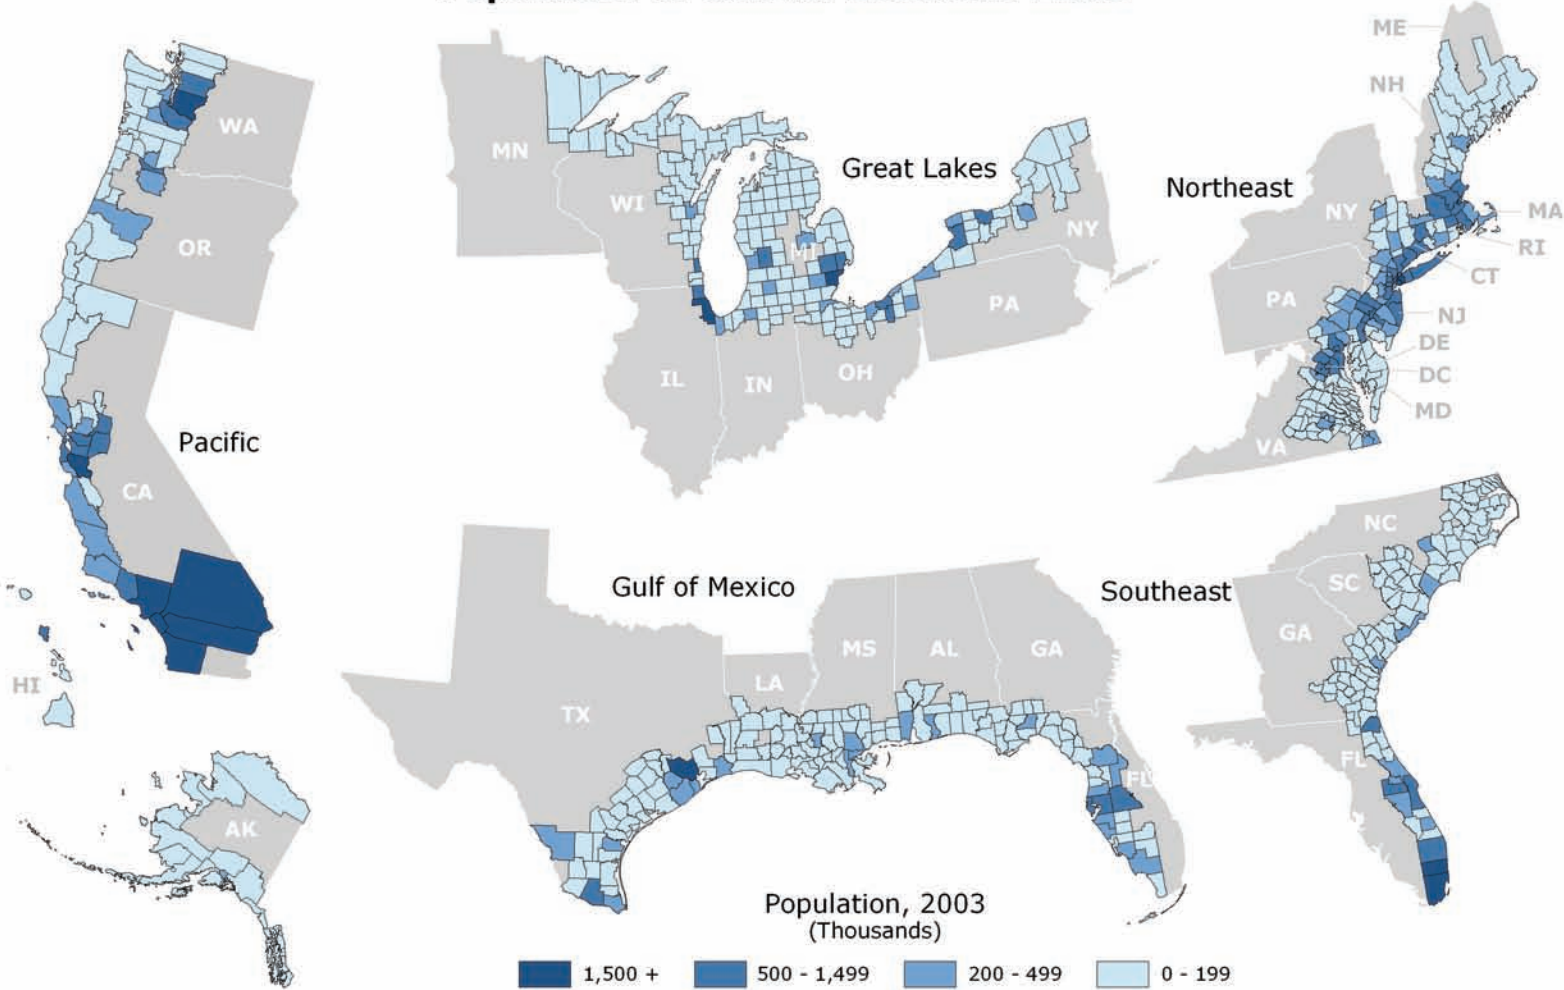 ME
NH
WA
MN
Great Lakes
Northeast
WI
NY
MA
OR
MI
NY
RI
CT
PA
PA
NJ
DE
IL
IN
OH
DC
MD
Pacific
VA
CA
NC
Gulf of Mexico
Southeast
SC
MS
AL
GA
GA
HI
LA
TX
FL
FL
AK
Population, 2003
(Thousands)
1,500 +
500 - 1,499
200 - 499
0 - 199